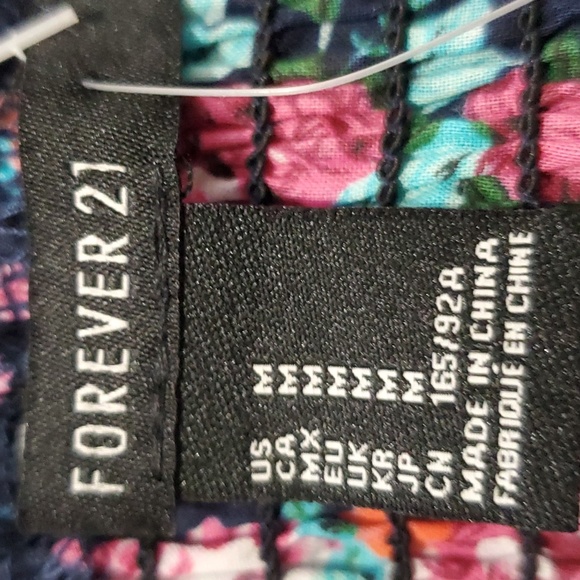 FOREVER 21
US M
CA M
MX M
EU M
UK M
KR M
JP M
CN 165/92A
MADE IN CHINA
FABRIQUÉ EN CHINE